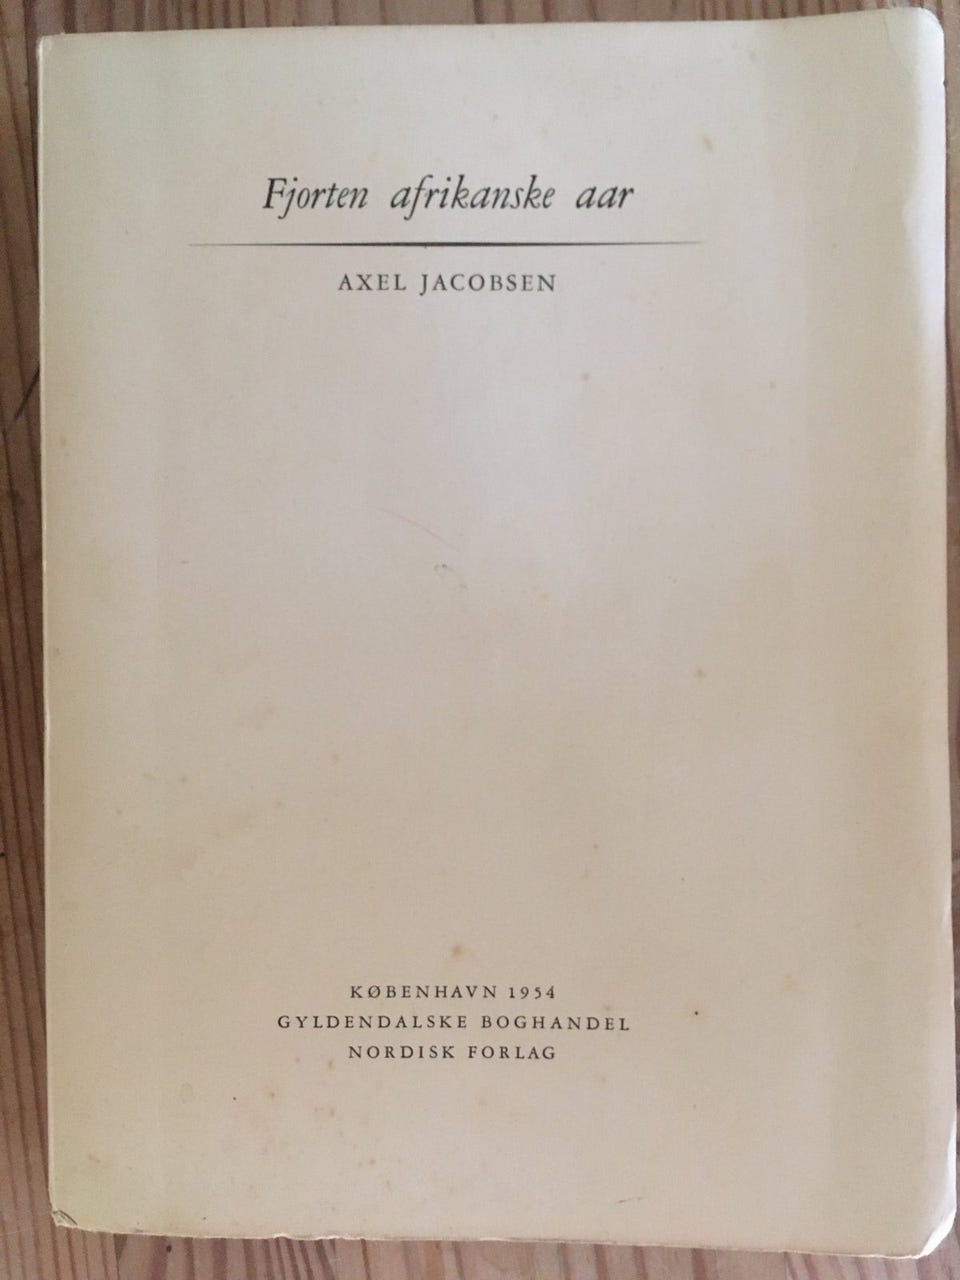 Fjorten afrikanske aar
AXEL JACOBSEN
KØBENHAVN 1954
GYLDENDALSKE BOGHANDEL
NORDISK FORLAG